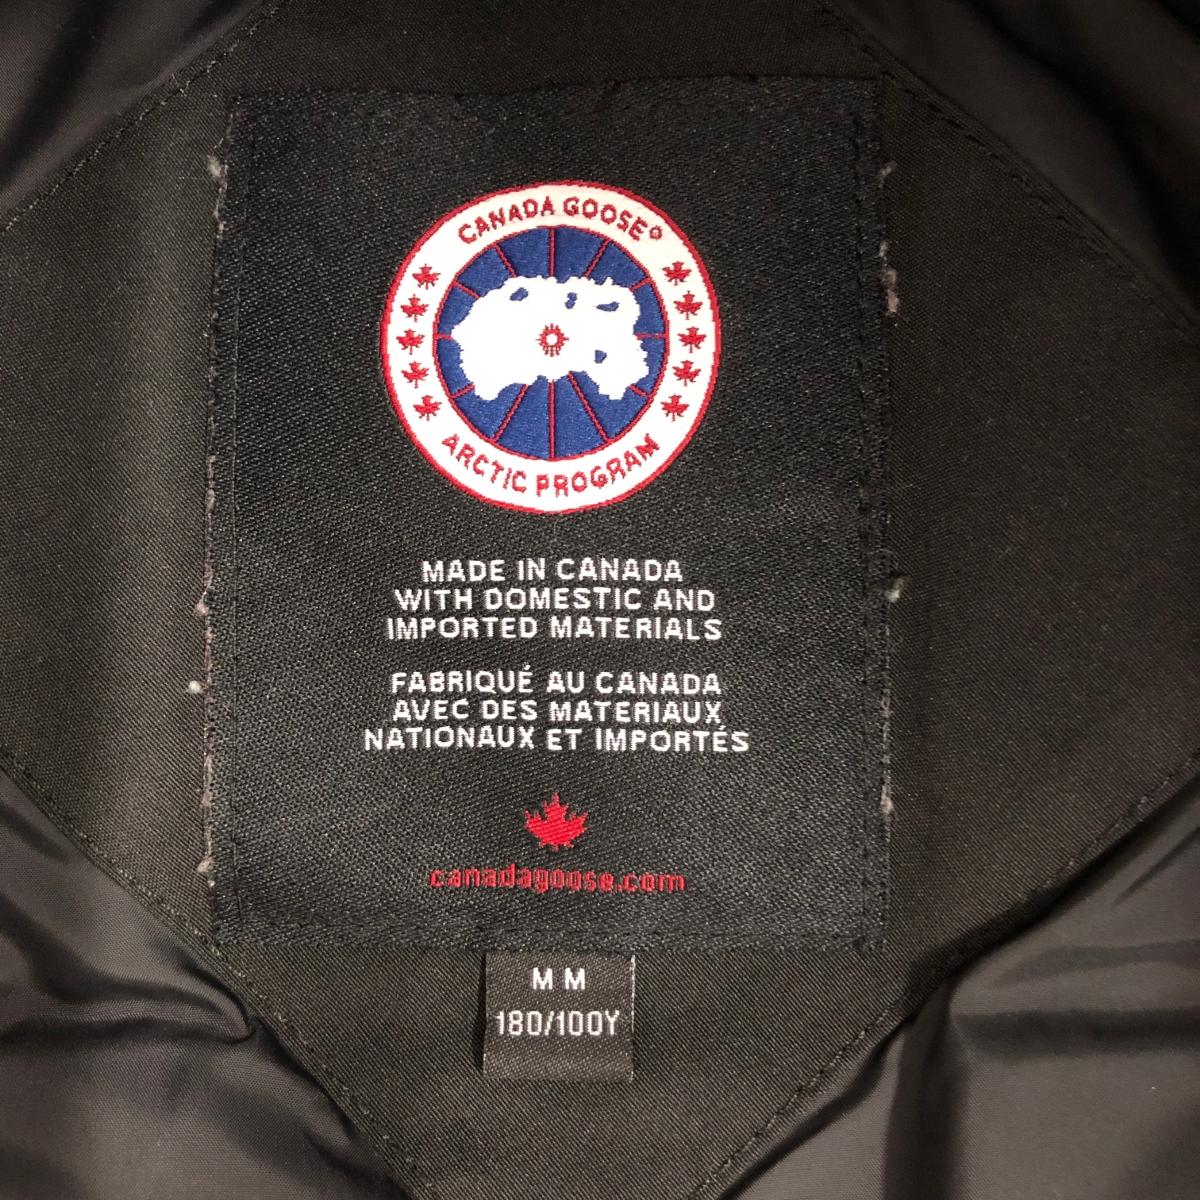 CANADA GOOSE®
ARCTIC PROGRAM
MADE IN CANADA
WITH DOMESTIC AND
IMPORTED MATERIALS
FABRIQUÉ AU CANADA
AVEC DES MATERIAUX
NATIONAUX ET IMPORTÉS
canadagoose.com
M M
180/100Y